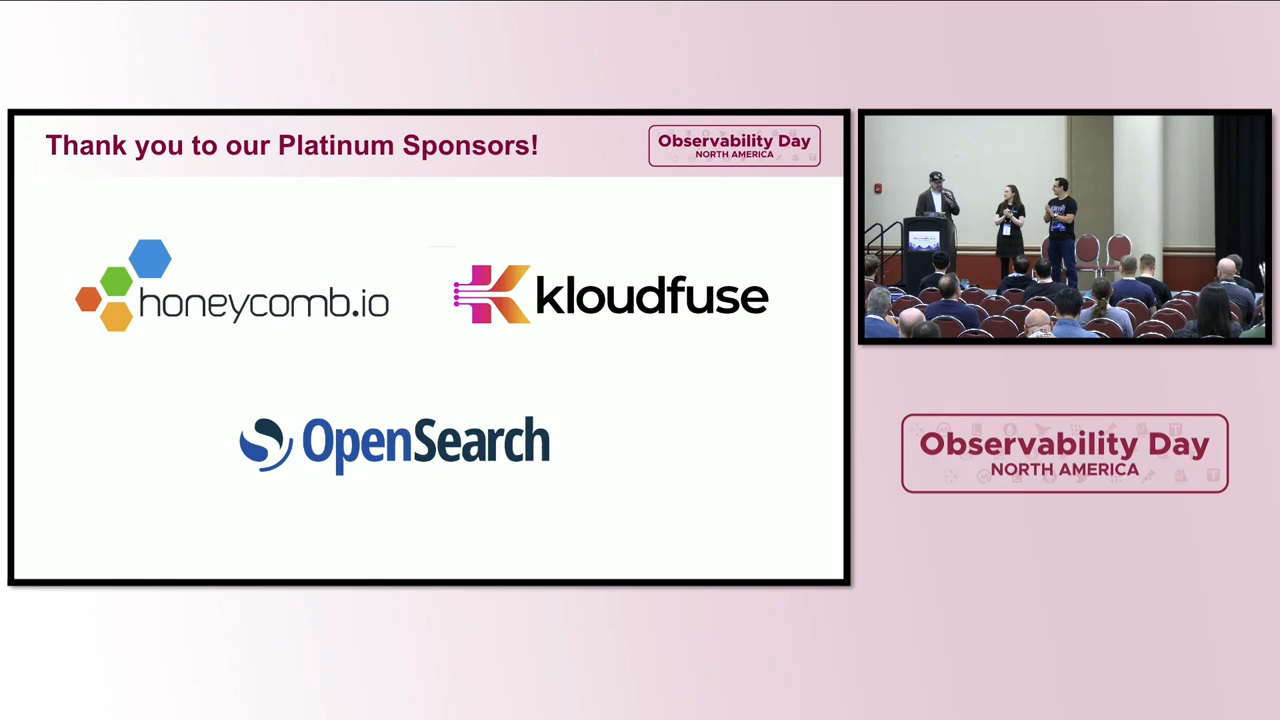 Thank you to our Platinum Sponsors!
Observability Day
NORTH AMERICA
honeycomb.io
kloudfuse
OpenSearch
Observability Day
NORTH AMERICA